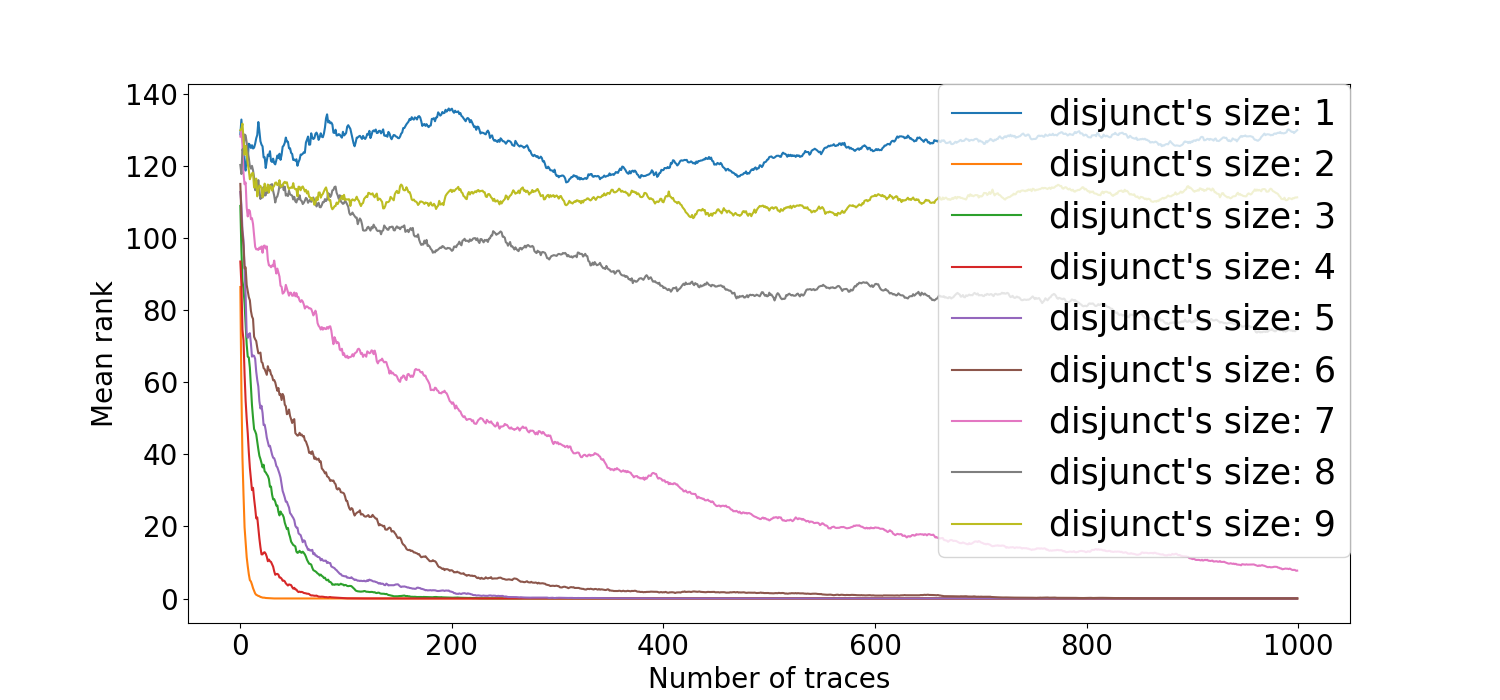 140
120
100
80
60
40
20
0
Mean rank
0 200 400 600 800 1000
Number of traces
disjunct's size: 1
disjunct's size: 2
disjunct's size: 3
disjunct's size: 4
disjunct's size: 5
disjunct's size: 6
disjunct's size: 7
disjunct's size: 8
disjunct's size: 9